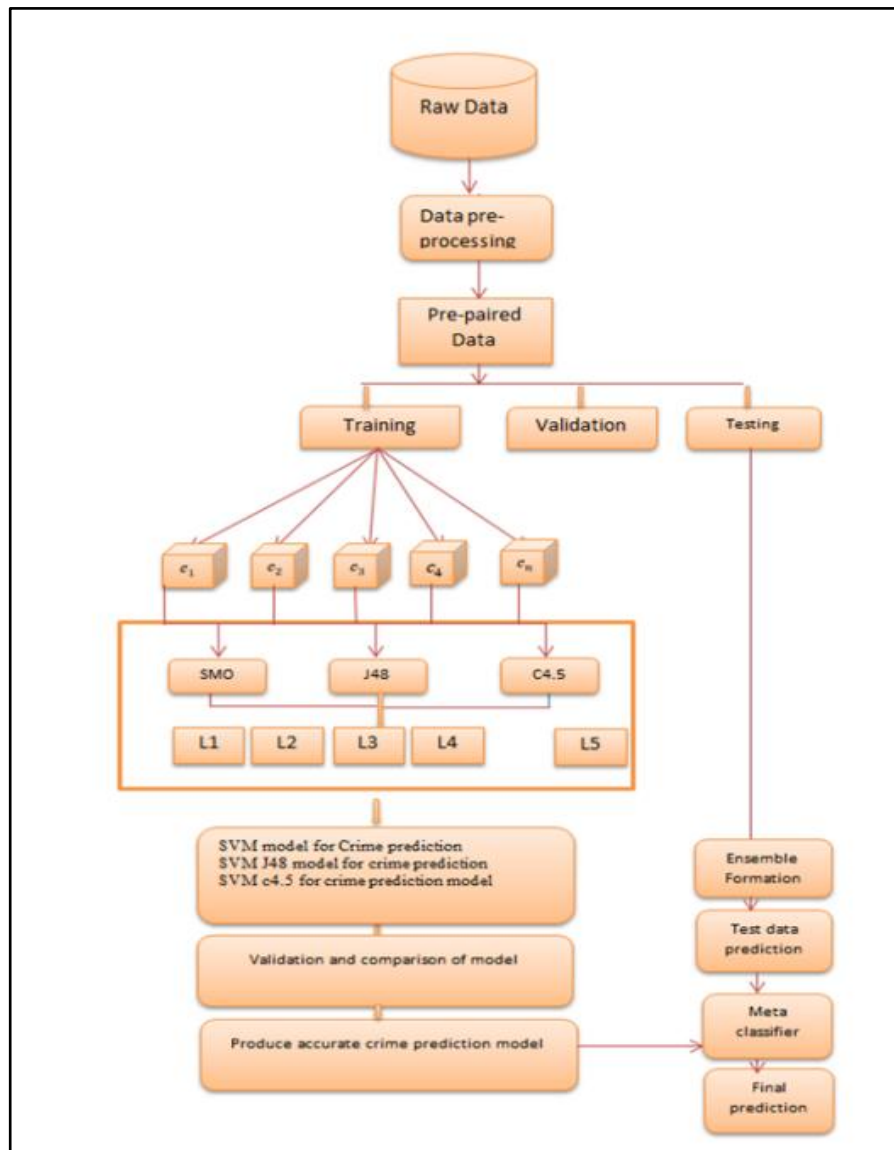 Raw Data
Data pre-
processing
Pre-paired
Data
Training
Validation
Testing
c1
c2
c3
c4
cn
SMO
J48
C4.5
L1
L2
L3
L4
L5
SVM model for Crime prediction
SVM J48 model for crime prediction
SVM c4.5 for crime prediction model
Validation and comparison of model
Produce accurate crime prediction model
Ensemble
Formation
Test data
prediction
Meta
classifier
Final
prediction